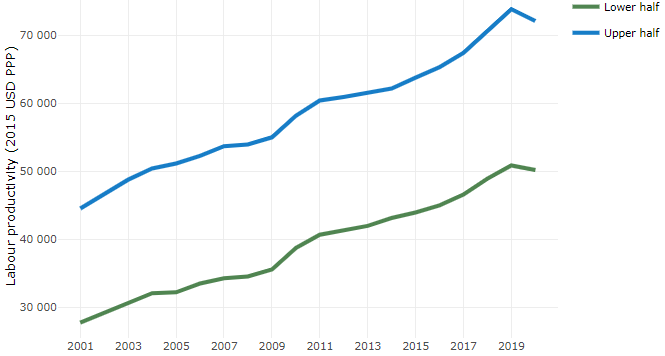 Lower half
Upper half
Labour productivity (2015 USD PPP)
70 000
60 000
50 000
40 000
30 000
2001 2003 2005 2007 2009 2011 2013 2015 2017 2019